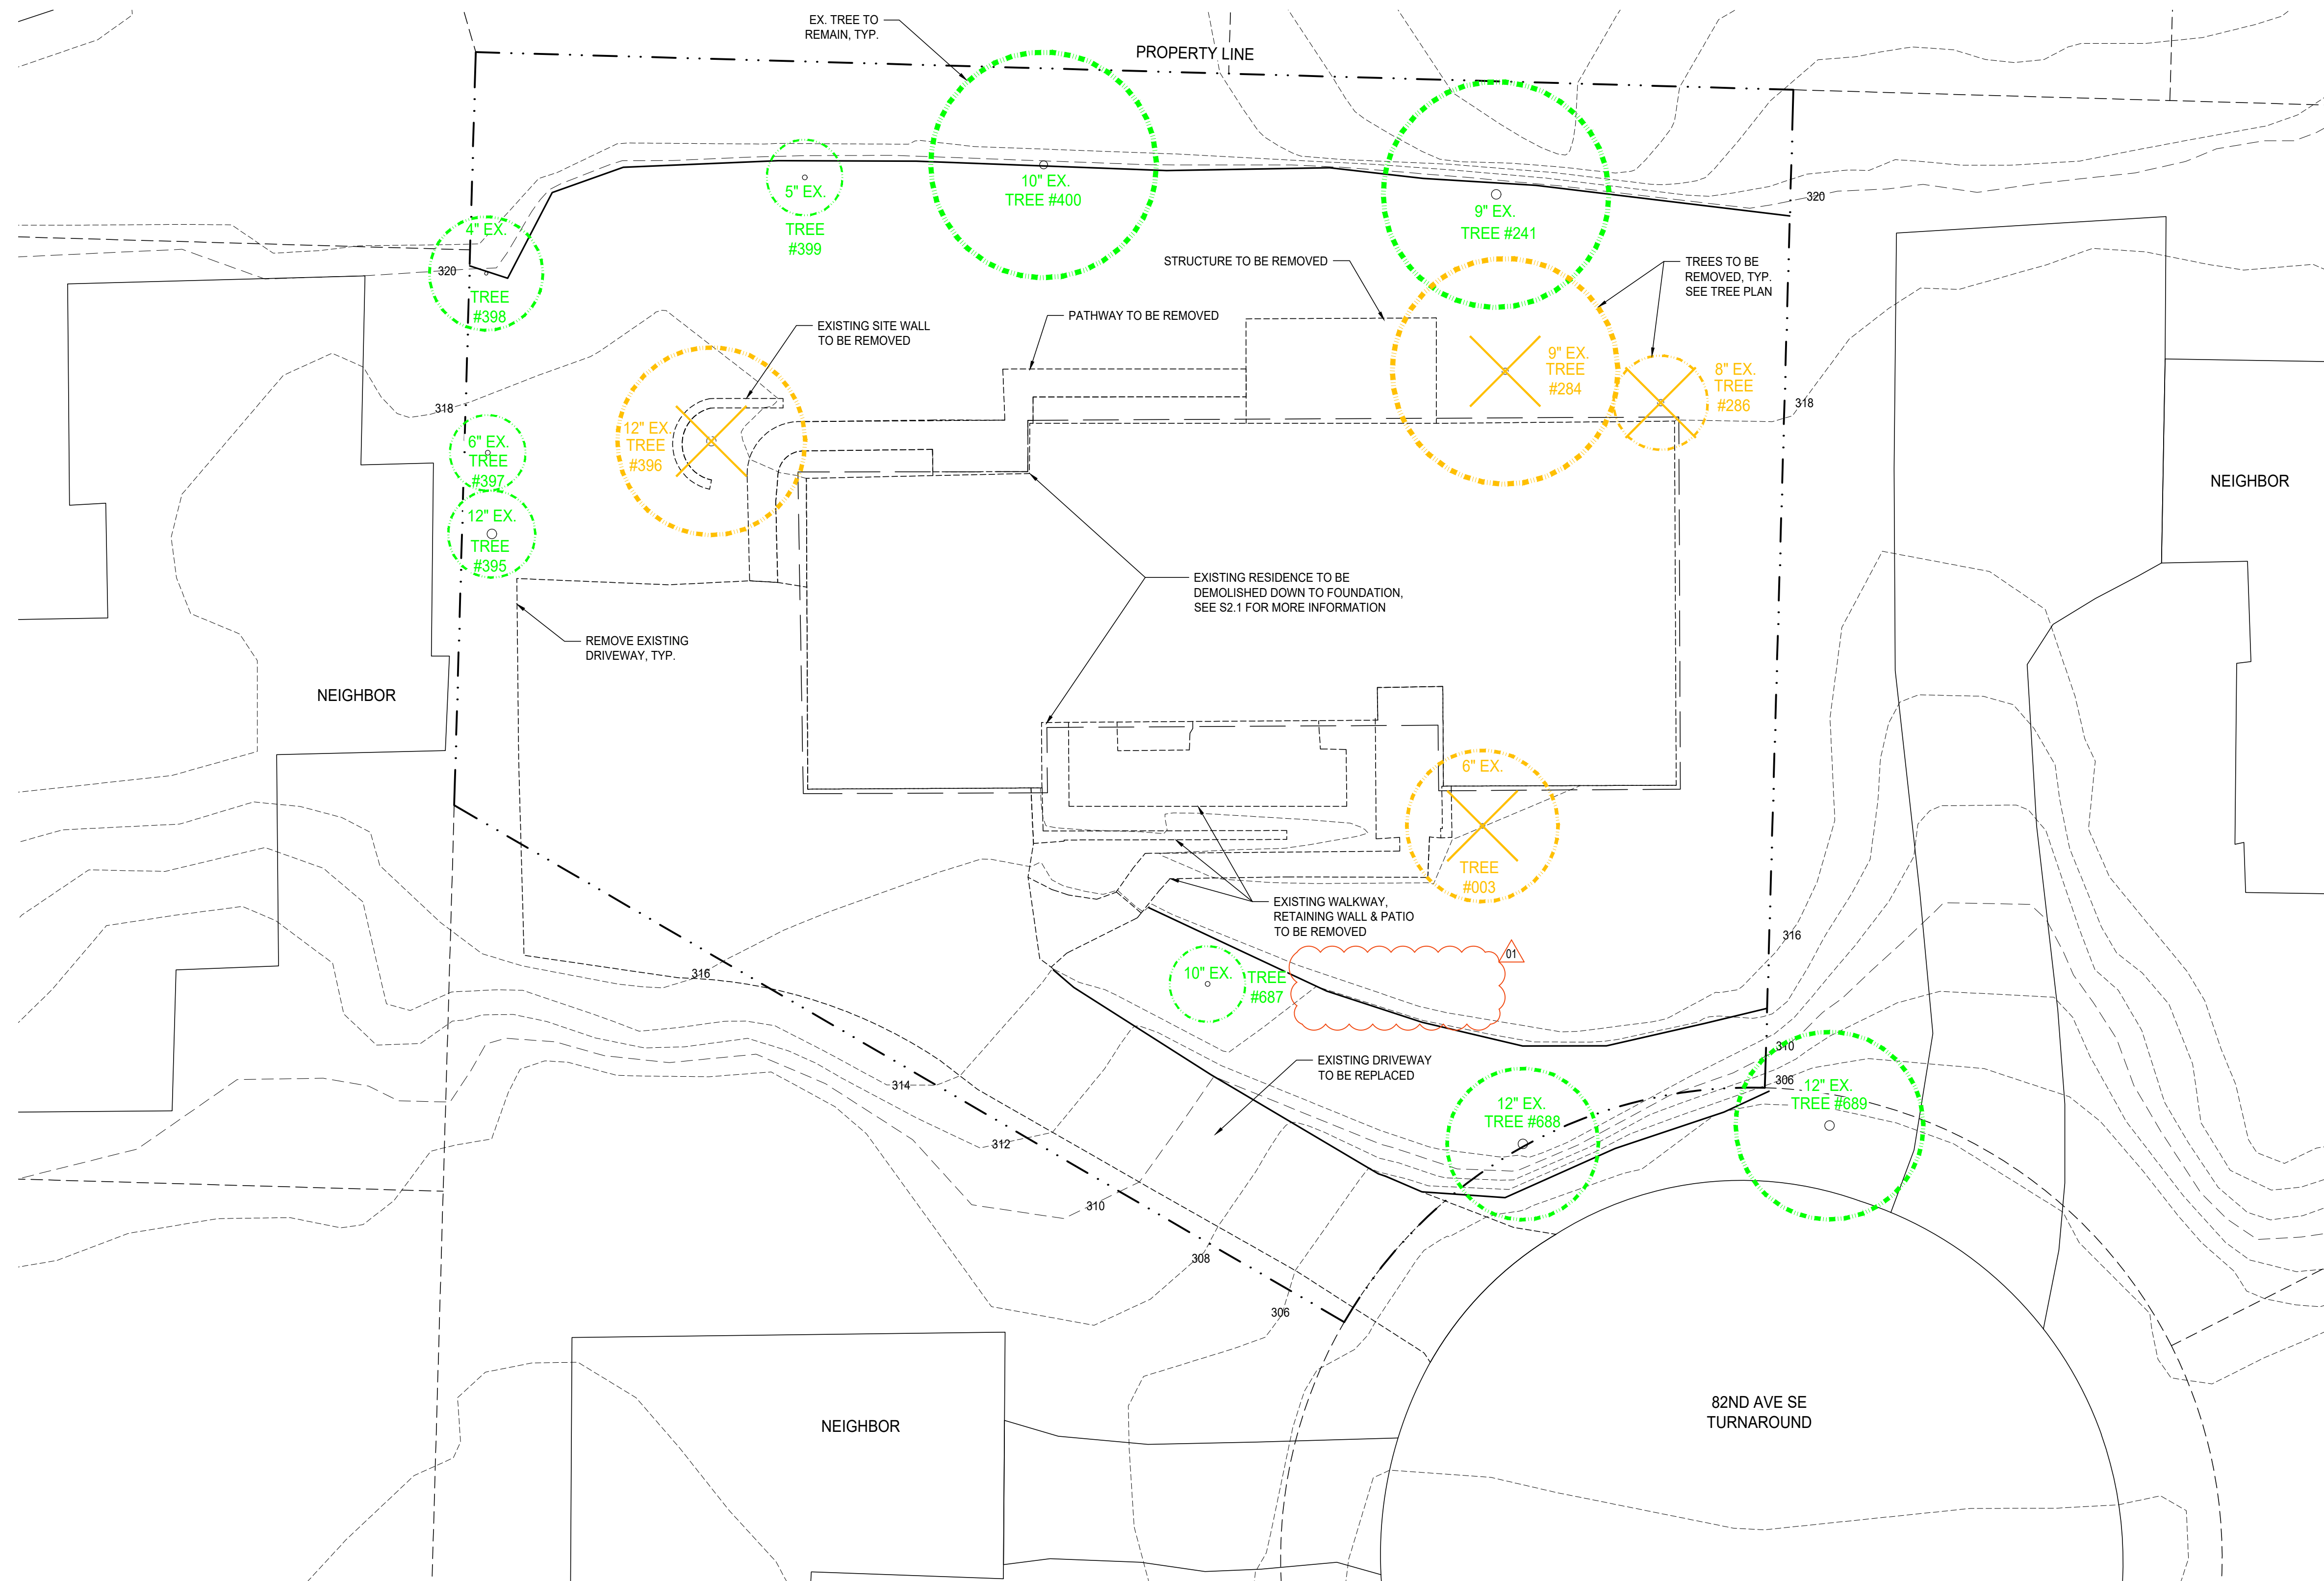 EX. TREE TO
REMAIN, TYP.
PROPERTY LINE
10" EX.
TREE #400
5" EX.
TREE
#399
4" EX.
320
TREE
#398
9" EX.
TREE #241
320
STRUCTURE TO BE REMOVED
TREES TO BE
REMOVED, TYP.
SEE TREE PLAN
EXISTING SITE WALL
TO BE REMOVED
PATHWAY TO BE REMOVED
9" EX.
TREE
#284
8" EX.
TREE
#286
318
318
12" EX.
TREE
#396
6" EX.
TREE
#397
12" EX.
TREE
#395
NEIGHBOR
EXISTING RESIDENCE TO BE
DEMOLISHED DOWN TO FOUNDATION,
SEE S2.1 FOR MORE INFORMATION
REMOVE EXISTING
DRIVEWAY, TYP.
NEIGHBOR
6" EX.
TREE
#003
EXISTING WALKWAY,
RETAINING WALL & PATIO
TO BE REMOVED
316
01
316
10" EX.
TREE
#687
310
306
EXISTING DRIVEWAY
TO BE REPLACED
314
12" EX.
TREE #688
12" EX.
TREE #689
312
310
308
306
NEIGHBOR
82ND AVE SE
TURNAROUND